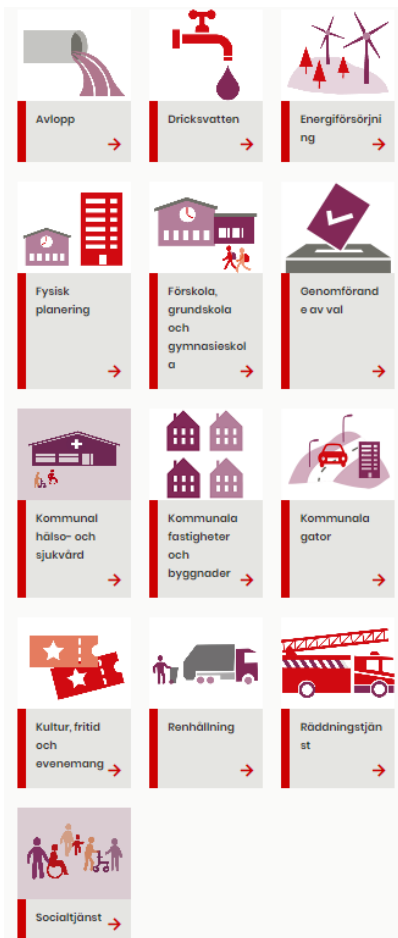 Avlopp
Dricksvatten
Energiförsörjni
ng
Fysisk
planering
Förskola,
grundskola
och
gymnasieskol
a
Genomförand
e av val
Kommunal
hälso- och
sjukvård
Kommunala
fastigheter
och
byggnader
Kommunala
gator
Kultur, fritid
och
evenemang
Renhållning
Räddningstjän
st
Socialtjänst